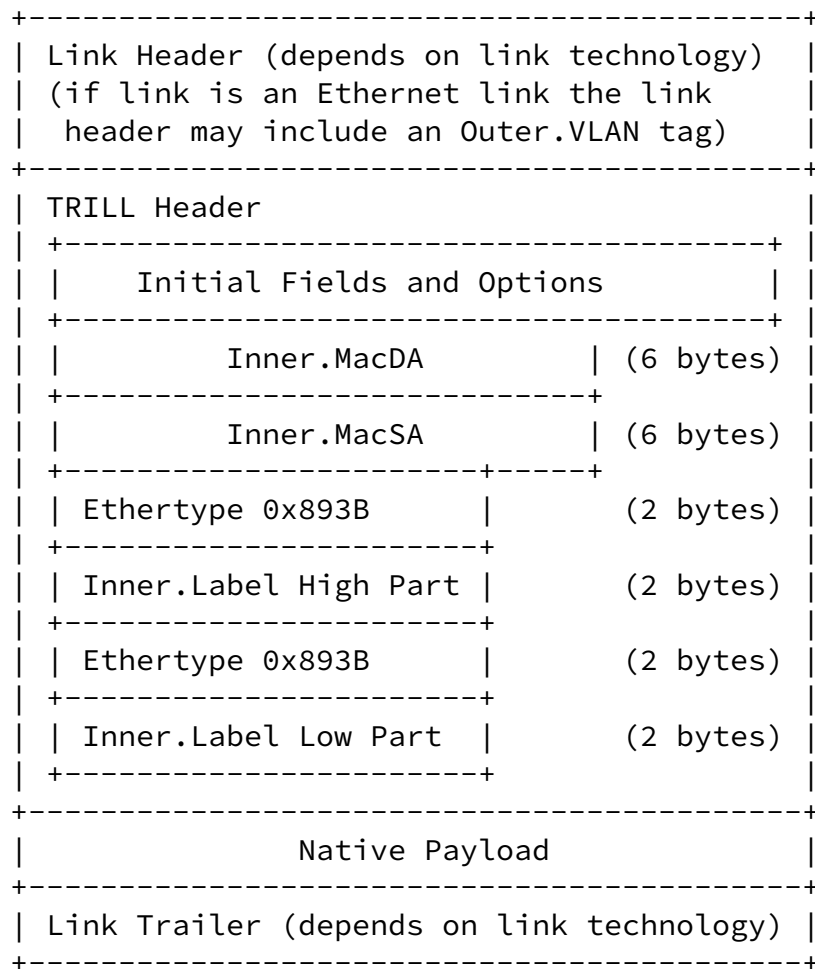 Link Header (depends on link technology)
(if link is an Ethernet link the link
header may include an Outer.VLAN tag)
TRILL Header
Initial Fields and Options
Inner.MacDA (6 bytes)
Inner.MacSA (6 bytes)
Ethertype 0x893B (2 bytes)
Inner.Label High Part (2 bytes)
Ethertype 0x893B (2 bytes)
Inner.Label Low Part (2 bytes)
Native Payload
Link Trailer (depends on link technology)